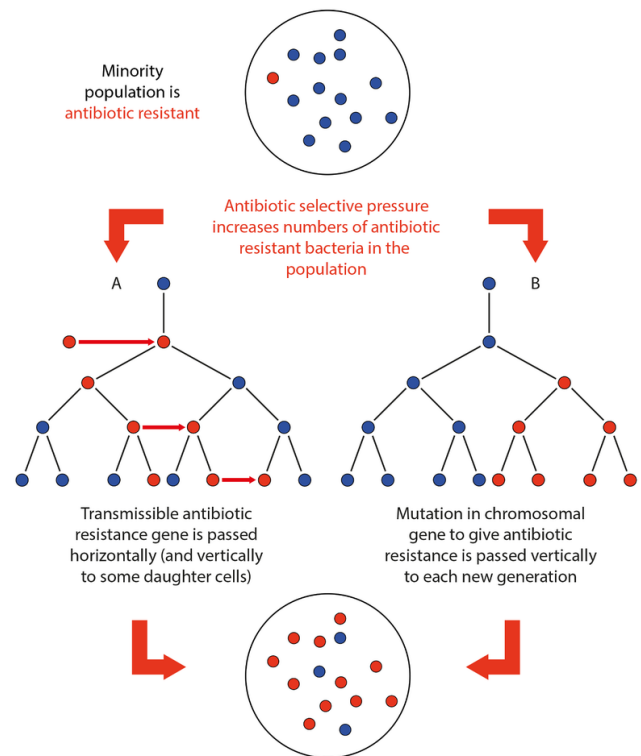 Minority
population is
antibiotic resistant
Antibiotic selective pressure
increases numbers of antibiotic
resistant bacteria in the
population
A
B
Transmissible antibiotic
resistance gene is passed
horizontally (and vertically
to some daughter cells)
Mutation in chromosomal
gene to give antibiotic
resistance is passed vertically
to each new generation